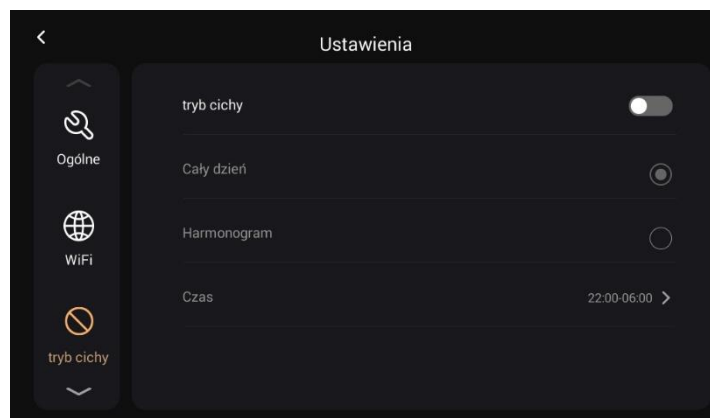 Ustawienia
Ogólne
WiFi
tryb cichy
tryb cichy
Cały dzień
Harmonogram
Czas 22:00-06:00